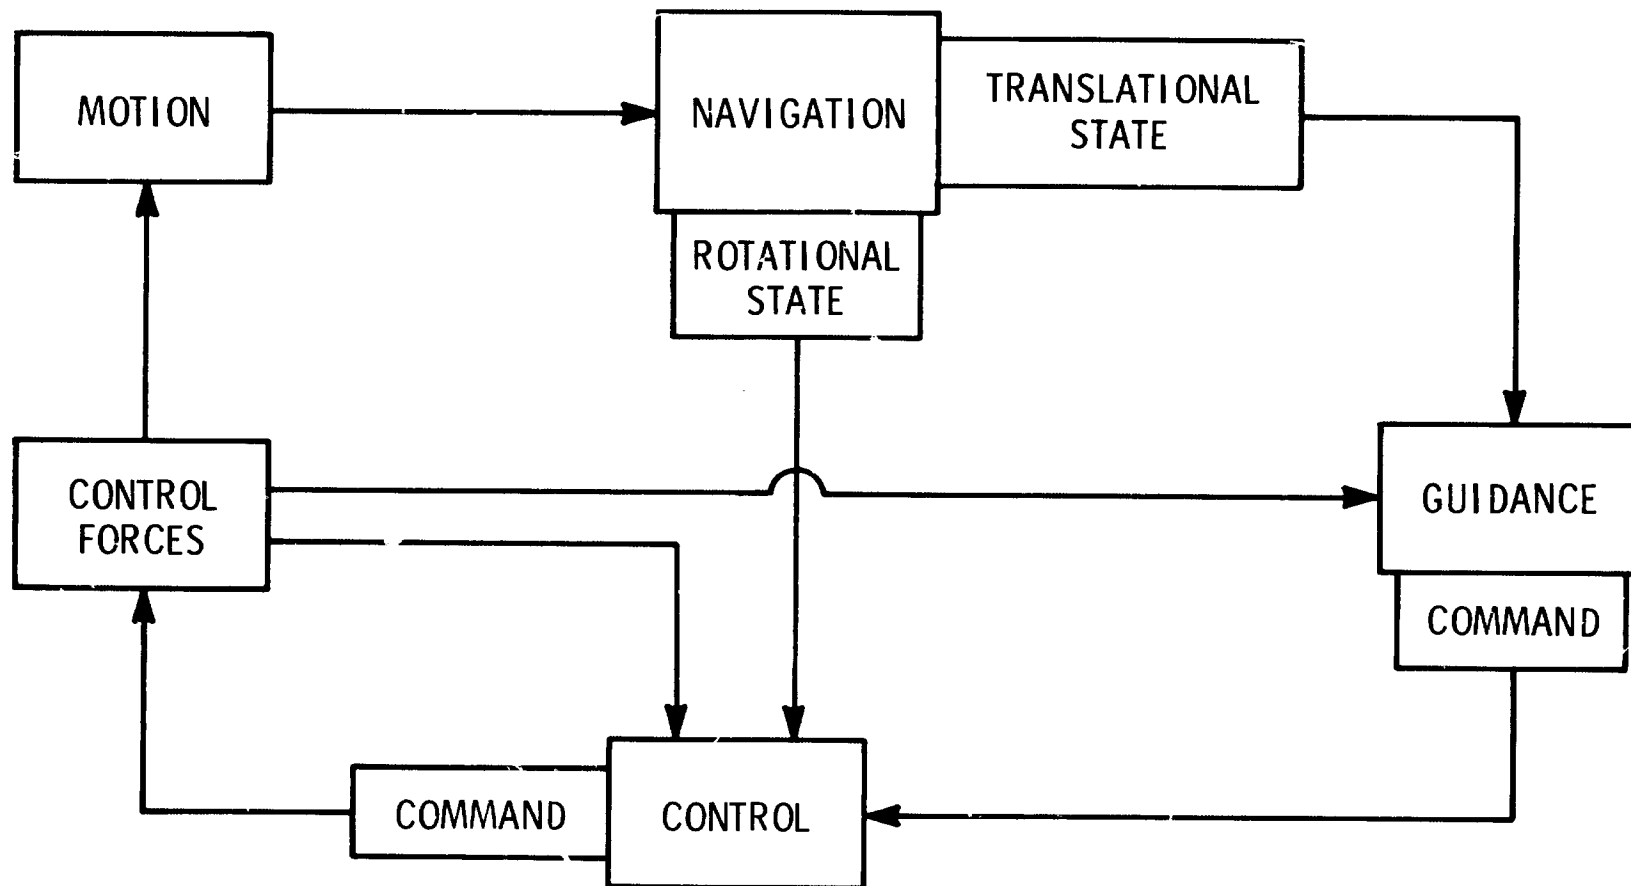 MOTION
NAVIGATION
TRANSLATIONAL
STATE
ROTATIONAL
STATE
CONTROL
FORCES
GUIDANCE
COMMAND
COMMAND
CONTROL